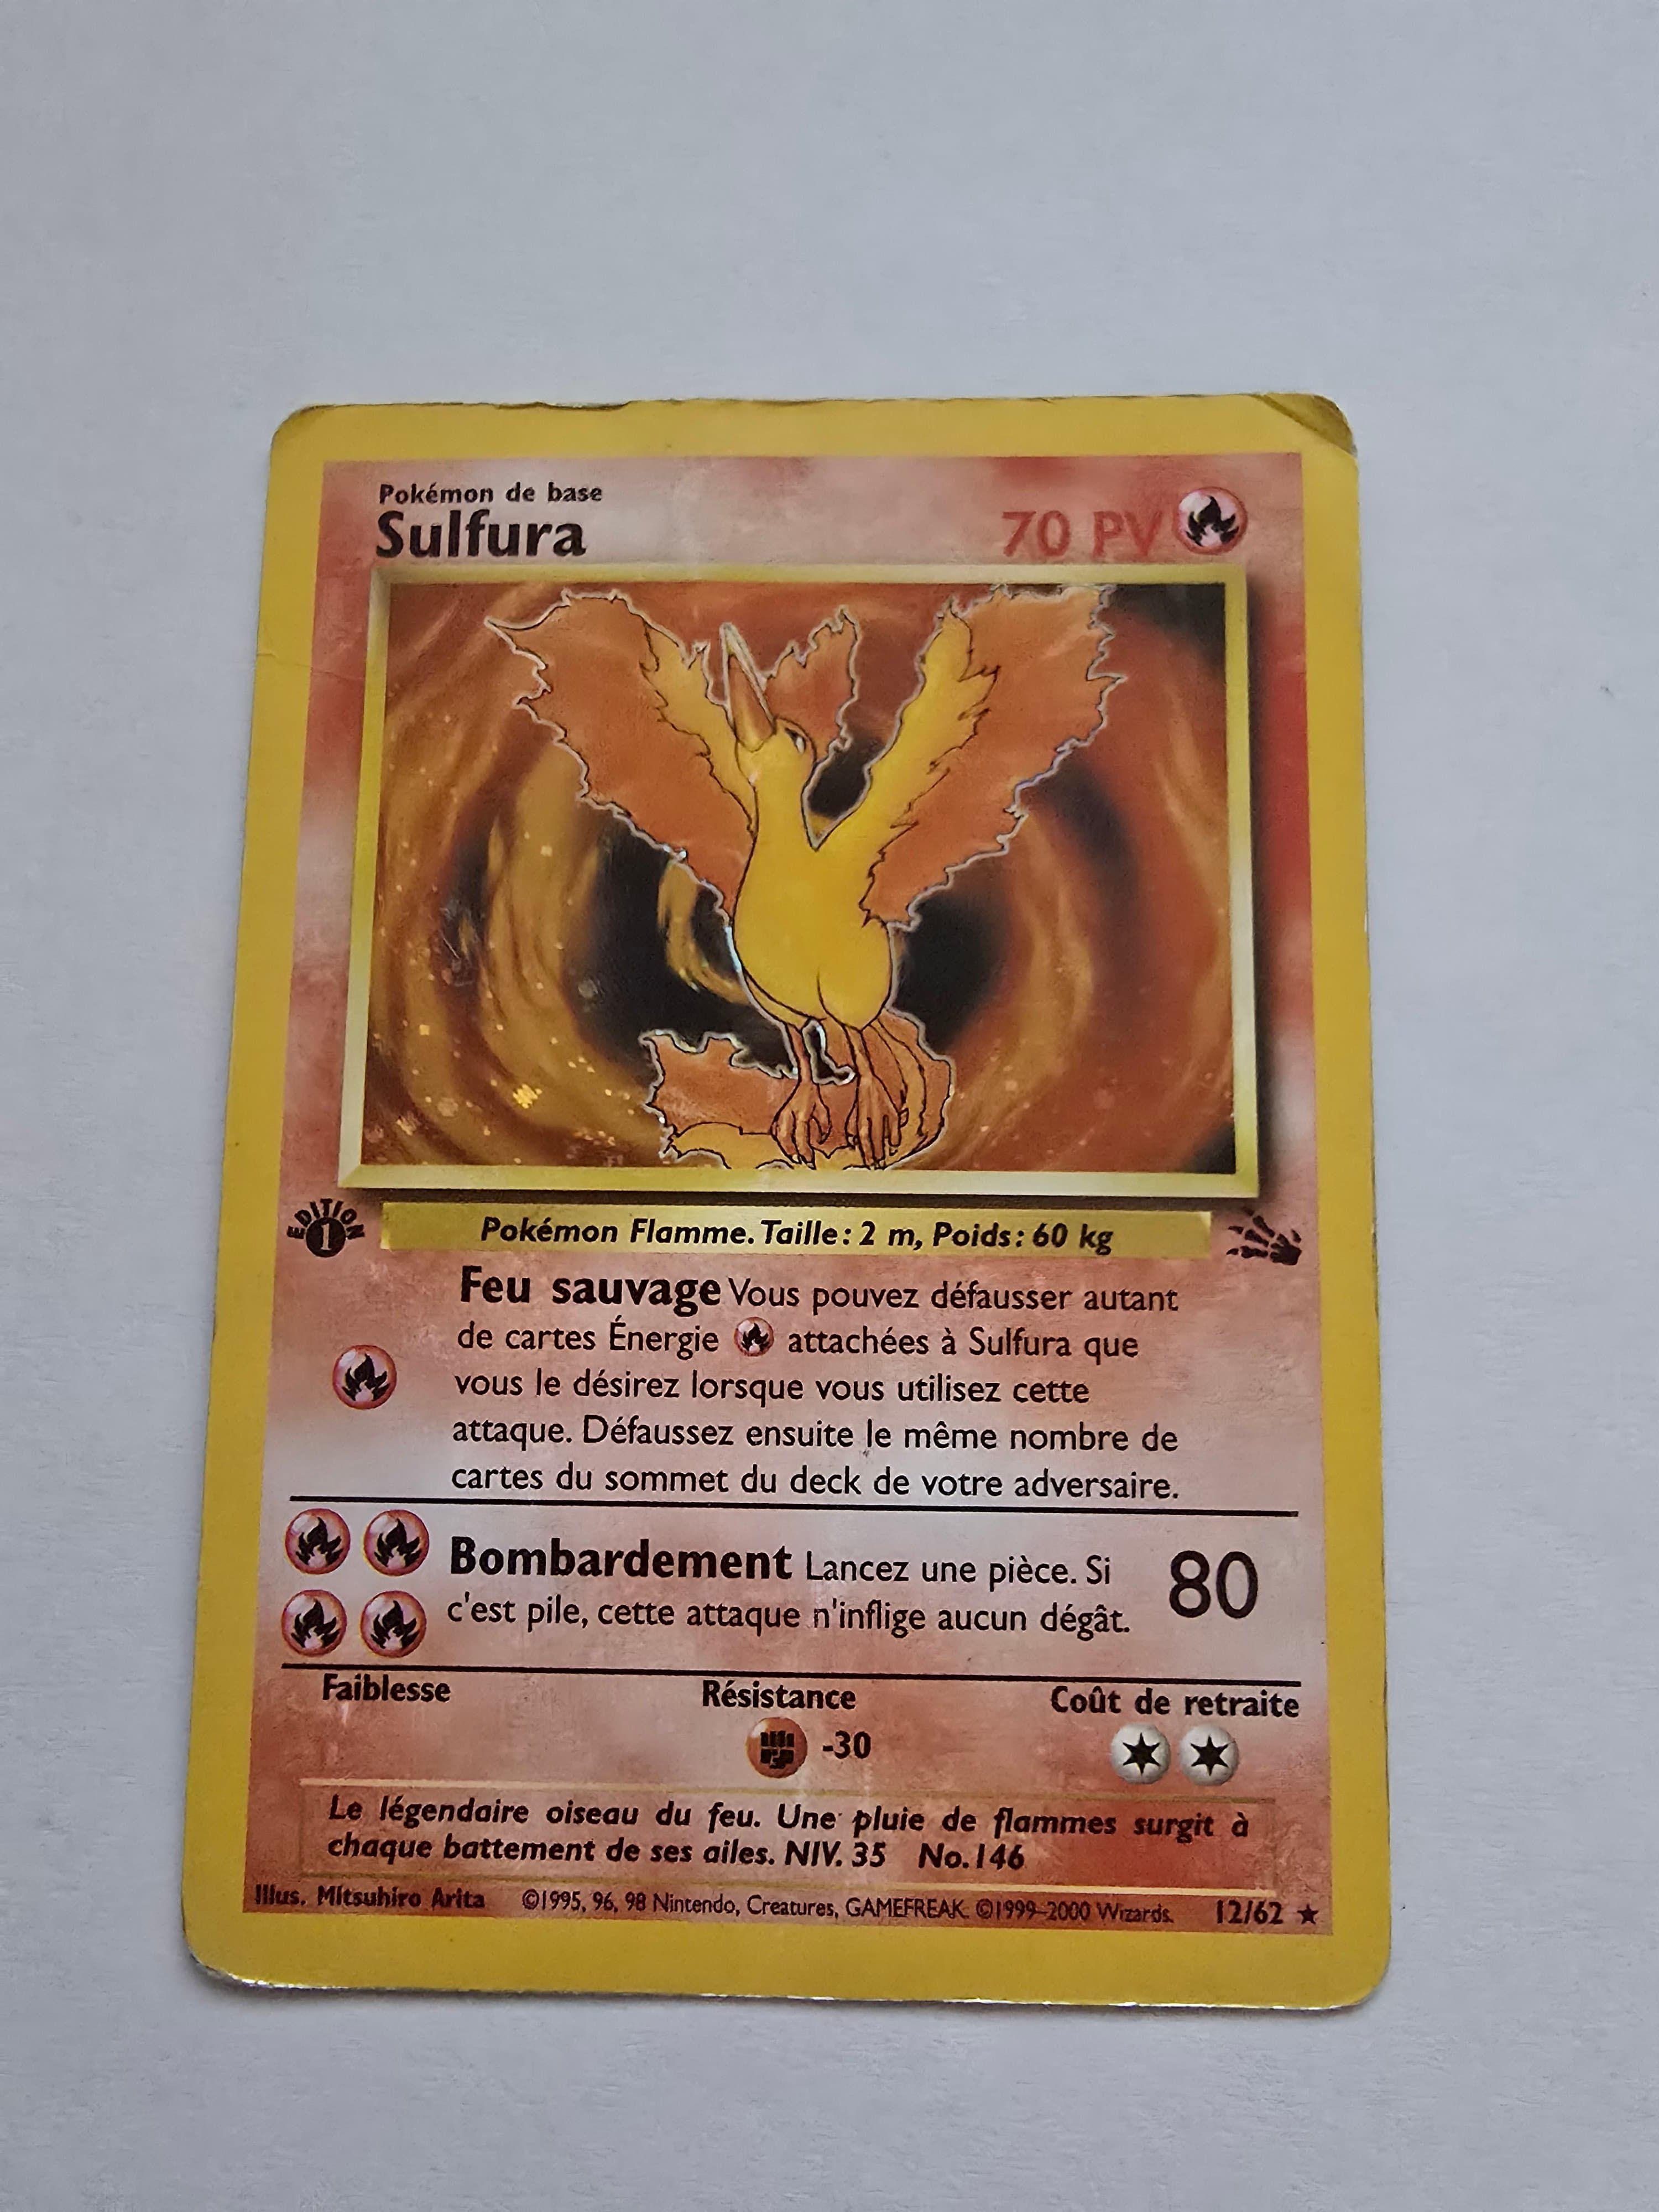 Pokémon de base
Sulfura 70 PV
EDITION 1
Pokémon Flamme. Taille: 2 m, Poids: 60 kg
Feu sauvage Vous pouvez défausser autant
de cartes Énergie attachées à Sulfura que
vous le désirez lorsque vous utilisez cette
attaque. Défaussez ensuite le même nombre de
cartes du sommet du deck de votre adversaire.
Bombardement Lancez une pièce. Si
c'est pile, cette attaque n'inflige aucun dégât. 80
Faiblesse Résistance Coût de retraite
-30
Le légendaire oiseau du feu. Une pluie de flammes surgit à
chaque battement de ses ailes. NIV. 35 No. 146
Illus. Mitsuhiro Arita ©1995, 96, 98 Nintendo, Creatures, GAMEFREAK. ©1999-2000 Wizards. 12/62 ★